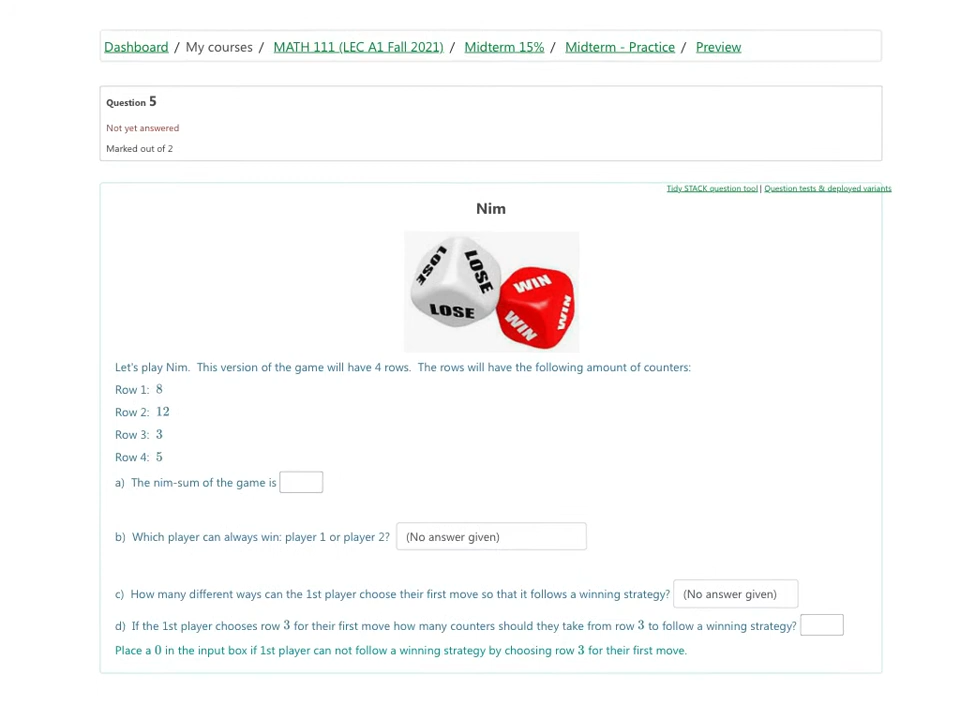 Dashboard / My courses / MATH 111 (LEC A1 Fall 2021) / Midterm 15% / Midterm - Practice / Preview
Question 5
Not yet answered
Marked out of 2
Tidy STACK question tool | Question tests & deployed variants
Nim
LOSE LOSE
LOSE
WIN
WIN WIN
Let's play Nim. This version of the game will have 4 rows. The rows will have the following amount of counters:
Row 1: 8
Row 2: 12
Row 3: 3
Row 4: 5
a) The nim-sum of the game is
b) Which player can always win: player 1 or player 2? (No answer given)
c) How many different ways can the 1st player choose their first move so that it follows a winning strategy? (No answer given)
d) If the 1st player chooses row 3 for their first move how many counters should they take from row 3 to follow a winning strategy?
Place a 0 in the input box if 1st player can not follow a winning strategy by choosing row 3 for their first move.